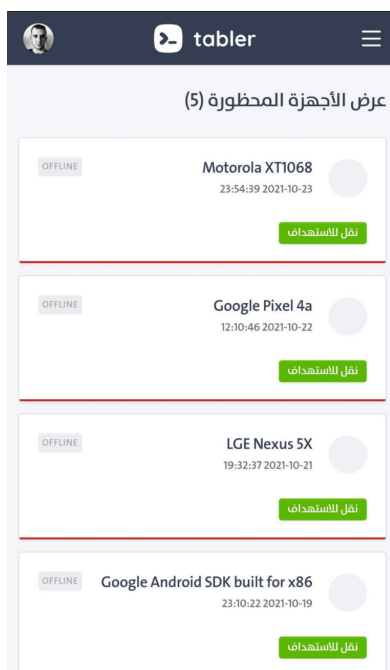 tabler
عرض الأجهزة المحظورة (5)
Motorola XT1068
OFFLINE
23:54:39 2021-10-23
نقل للاستهداف
Google Pixel 4a
OFFLINE
12:10:46 2021-10-22
نقل للاستهداف
LGE Nexus 5X
OFFLINE
19:32:37 2021-10-21
نقل للاستهداف
Google Android SDK built for x86
OFFLINE
23:10:22 2021-10-19
نقل للاستهداف